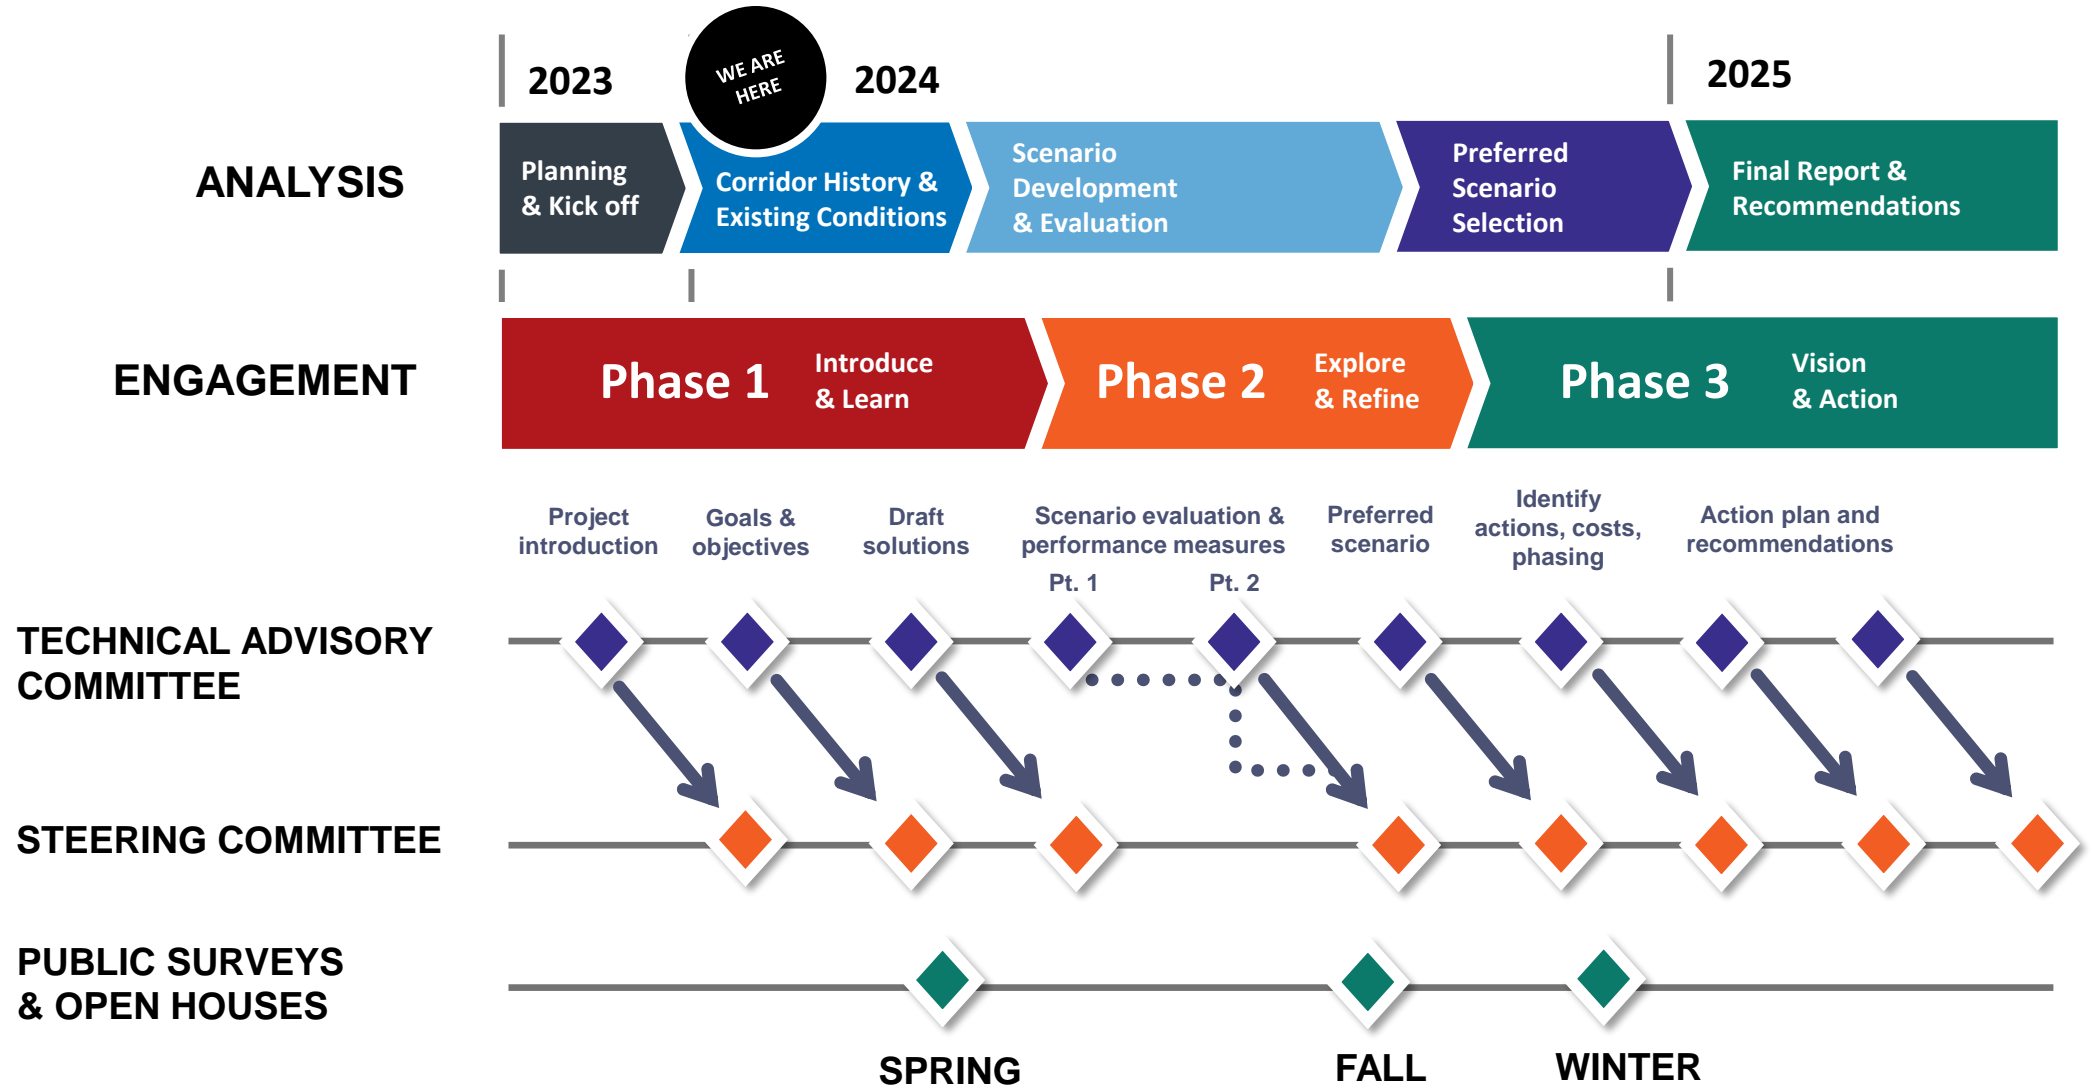 2023
WE ARE
HERE
2024
2025
ANALYSIS
Planning
& Kick off
Corridor History &
Existing Conditions
Scenario
Development
& Evaluation
Preferred
Scenario
Selection
Final Report &
Recommendations
ENGAGEMENT
Phase 1
Introduce
& Learn
Phase 2
Explore
& Refine
Phase 3
Vision
& Action
Project
introduction
Goals &
objectives
Draft
solutions
Scenario evaluation &
performance measures
Pt. 1
Pt. 2
Preferred
scenario
Identify
actions, costs,
phasing
Action plan and
recommendations
TECHNICAL ADVISORY
COMMITTEE
STEERING COMMITTEE
PUBLIC SURVEYS
& OPEN HOUSES
SPRING
FALL
WINTER